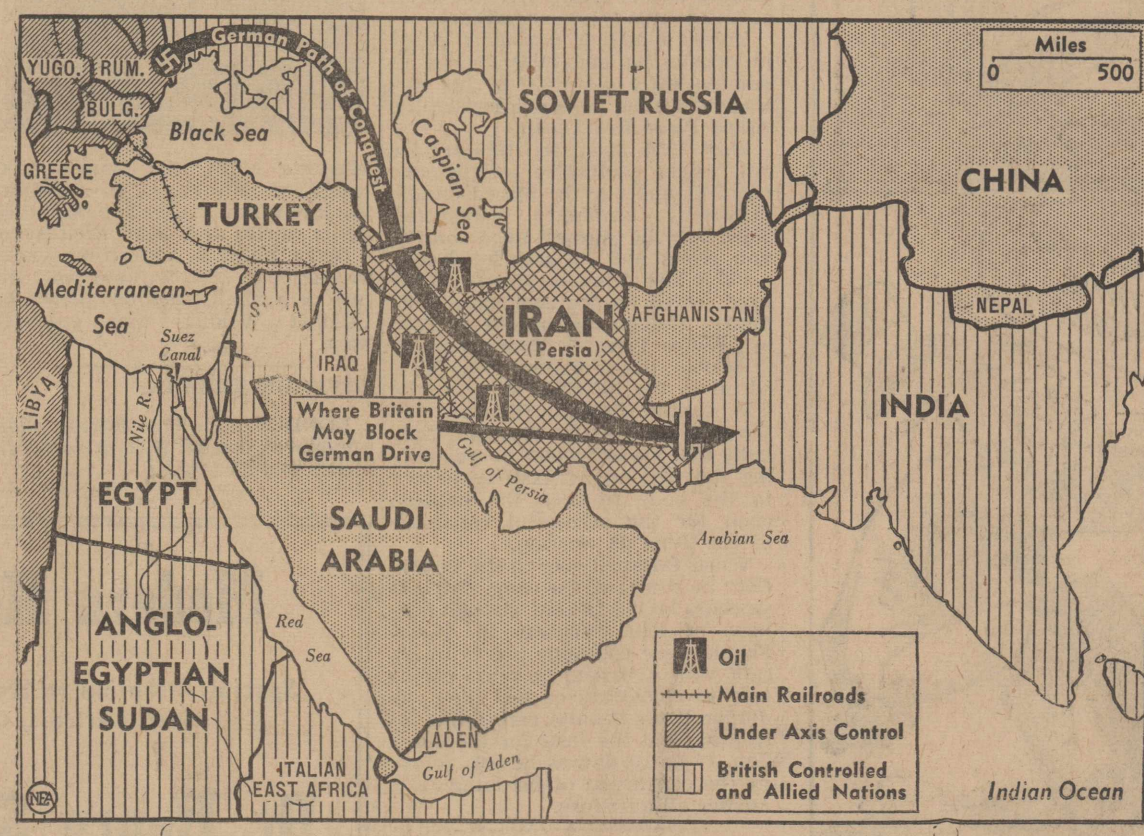 German Path of Conquest
Miles
0 500
YUGO.
RUM.
BULG.
Black Sea
GREECE
TURKEY
Caspian Sea
SOVIET RUSSIA
CHINA
Mediterranean
Sea
Suez
Canal
IRAQ
IRAN
(Persia)
AFGHANISTAN
NEPAL
LIBYA
Nile R.
Where Britain
May Block
German Drive
INDIA
Gulf of Persia
EGYPT
SAUDI
ARABIA
Arabian Sea
ANGLO-
EGYPTIAN
SUDAN
Red
Sea
ADEN
Gulf of Aden
ITALIAN
EAST AFRICA
Oil
Main Railroads
Under Axis Control
British Controlled
and Allied Nations
Indian Ocean
NEA